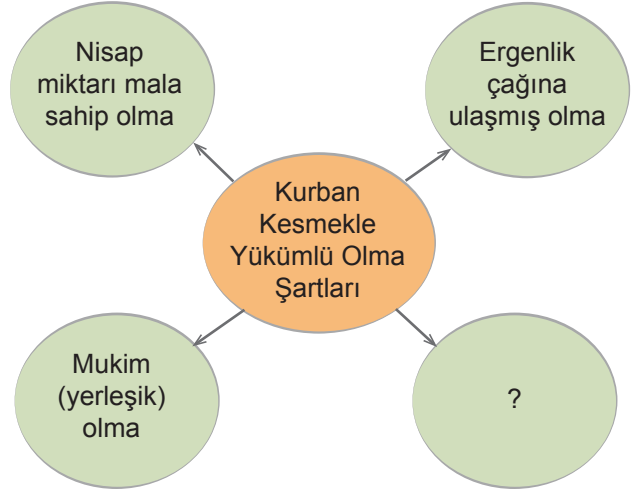 Nisap
miktarı mala
sahip olma
Ergenlik
çağına
ulaşmış olma
Kurban
Kesmekle
Yükümlü Olma
Şartları
Mukim
(yerleşik)
olma
?